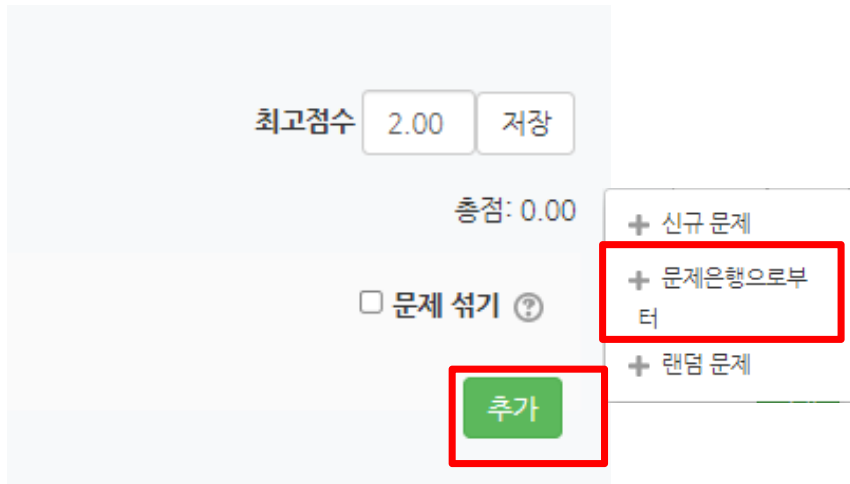 최고점수 2.00 저장
총점: 0.00
문제 섞기
추가
신규 문제
문제은행으로부
터
랜덤 문제